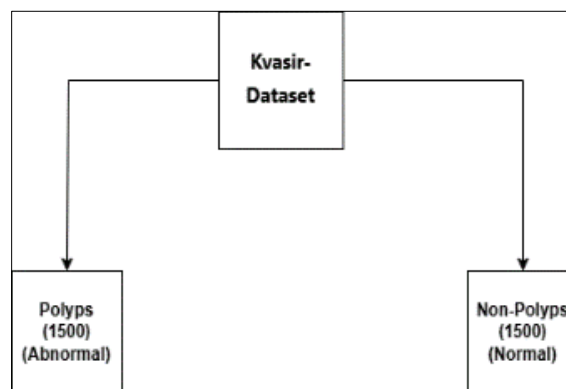 Kvasir-
Dataset
Polyps
(1500)
(Abnormal)
Non-Polyps
(1500)
(Normal)